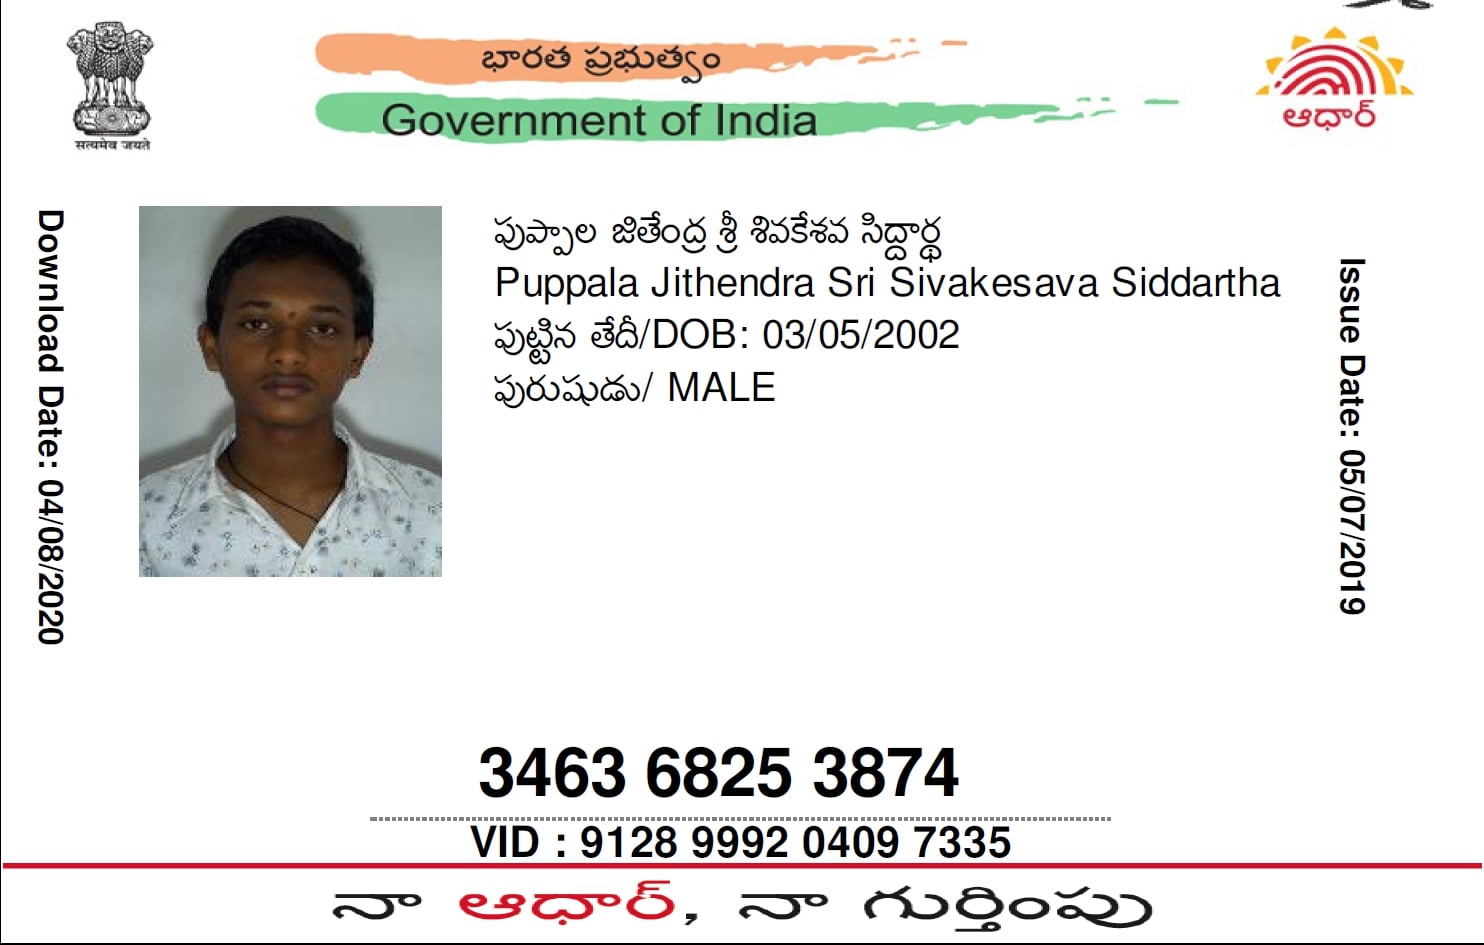 భారత ప్రభుత్వం
Government of India
सत्यमेव जयते
ఆధార్
Download Date: 04/08/2020
పుప్పాల జితేంద్ర శ్రీ శివకేశవ సిద్దార్థ
Puppala Jithendra Sri Sivakesava Siddartha
పుట్టిన తేదీ/DOB: 03/05/2002
పురుషుడు/ MALE
Issue Date: 05/07/2019
3463 6825 3874
VID : 9128 9992 0409 7335
నా ఆధార్, నా గుర్తింపు